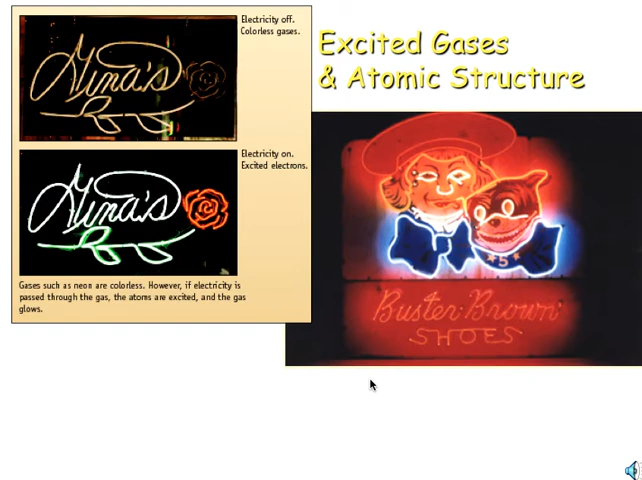 Electricity off.
Colorless gases.
Gina's
Electricity on.
Excited electrons.
Gina's
Gases such as neon are colorless. However, if electricity is
passed through the gas, the atoms are excited, and the gas
glows.
Excited Gases
& Atomic Structure
5
Buster Brown
SHOES